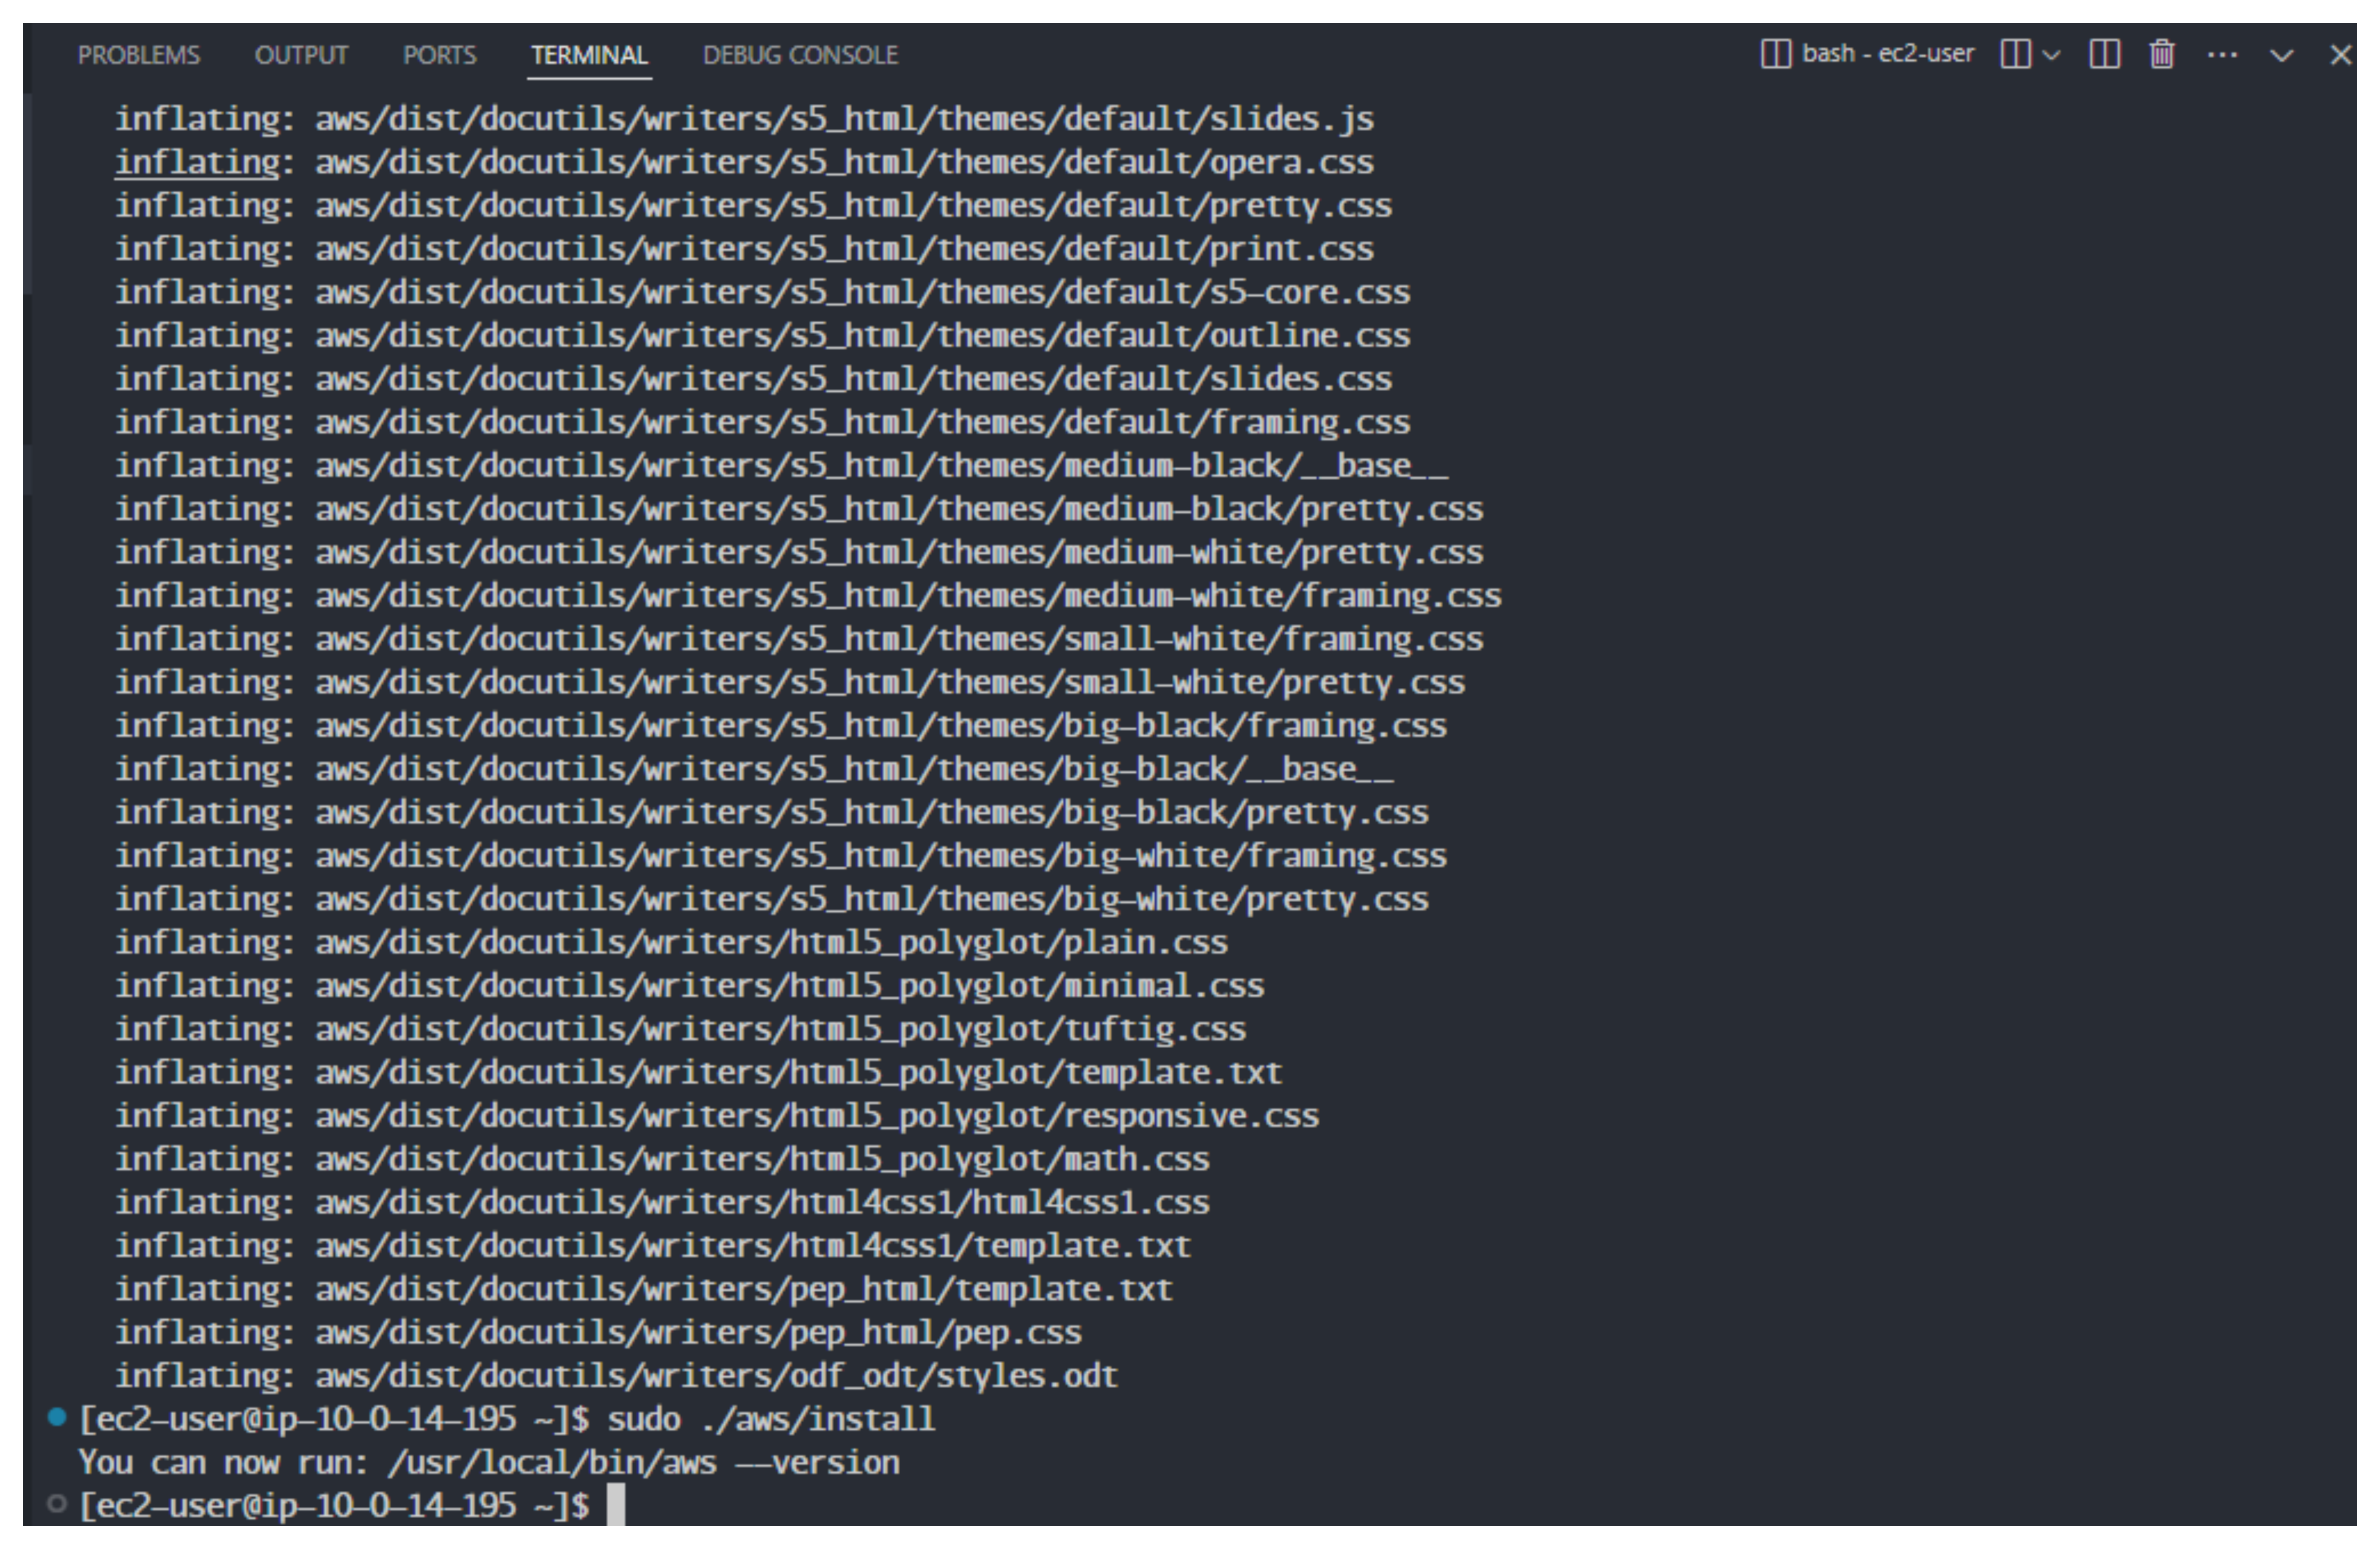 PROBLEMS OUTPUT PORTS TERMINAL DEBUG CONSOLE bash - ec2-user
inflating: aws/dist/docutils/writers/s5_html/themes/default/slides.js
inflating: aws/dist/docutils/writers/s5_html/themes/default/opera.css
inflating: aws/dist/docutils/writers/s5_html/themes/default/pretty.css
inflating: aws/dist/docutils/writers/s5_html/themes/default/print.css
inflating: aws/dist/docutils/writers/s5_html/themes/default/s5-core.css
inflating: aws/dist/docutils/writers/s5_html/themes/default/outline.css
inflating: aws/dist/docutils/writers/s5_html/themes/default/slides.css
inflating: aws/dist/docutils/writers/s5_html/themes/default/framing.css
inflating: aws/dist/docutils/writers/s5_html/themes/medium-black/__base__
inflating: aws/dist/docutils/writers/s5_html/themes/medium-black/pretty.css
inflating: aws/dist/docutils/writers/s5_html/themes/medium-white/pretty.css
inflating: aws/dist/docutils/writers/s5_html/themes/medium-white/framing.css
inflating: aws/dist/docutils/writers/s5_html/themes/small-white/framing.css
inflating: aws/dist/docutils/writers/s5_html/themes/small-white/pretty.css
inflating: aws/dist/docutils/writers/s5_html/themes/big-black/framing.css
inflating: aws/dist/docutils/writers/s5_html/themes/big-black/__base__
inflating: aws/dist/docutils/writers/s5_html/themes/big-black/pretty.css
inflating: aws/dist/docutils/writers/s5_html/themes/big-white/framing.css
inflating: aws/dist/docutils/writers/s5_html/themes/big-white/pretty.css
inflating: aws/dist/docutils/writers/html5_polyglot/plain.css
inflating: aws/dist/docutils/writers/html5_polyglot/minimal.css
inflating: aws/dist/docutils/writers/html5_polyglot/tuftig.css
inflating: aws/dist/docutils/writers/html5_polyglot/template.txt
inflating: aws/dist/docutils/writers/html5_polyglot/responsive.css
inflating: aws/dist/docutils/writers/html5_polyglot/math.css
inflating: aws/dist/docutils/writers/html4css1/html4css1.css
inflating: aws/dist/docutils/writers/html4css1/template.txt
inflating: aws/dist/docutils/writers/pep_html/template.txt
inflating: aws/dist/docutils/writers/pep_html/pep.css
inflating: aws/dist/docutils/writers/odf_odt/styles.odt
[ec2-user@ip-10-0-14-195 ~]$ sudo ./aws/install
You can now run: /usr/local/bin/aws --version
[ec2-user@ip-10-0-14-195 ~]$